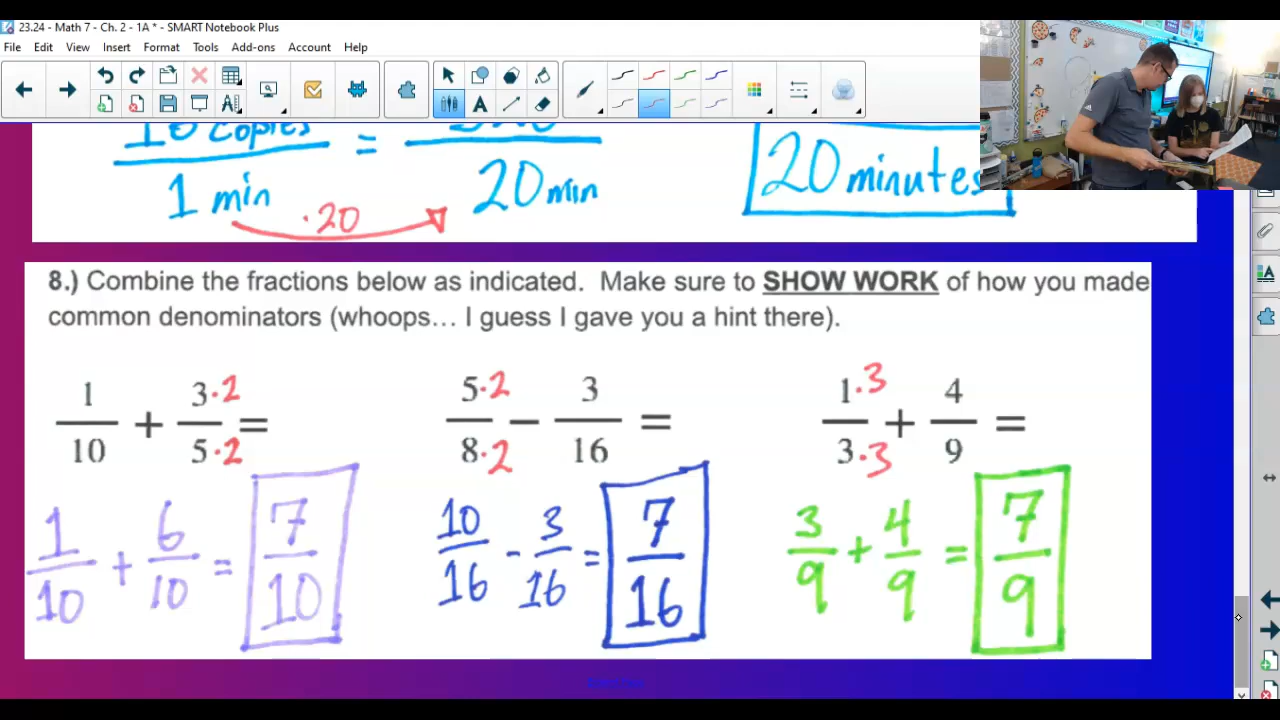 23.24 - Math 7 - Ch. 2 - 1A * - SMART Notebook Plus
File Edit View Insert Format Tools Add-ons Account Help
10 copies
1 min = 20 min
·20
20 minutes
8.) Combine the fractions below as indicated. Make sure to SHOW WORK of how you made
common denominators (whoops... I guess I gave you a hint there).
1/10 + 3·2/5·2 =
1/10 + 6/10 = 7/10
5·2/8·2 − 3/16 =
10/16 - 3/16 = 7/16
1·3/3·3 + 4/9 =
3/9 + 4/9 = 7/9